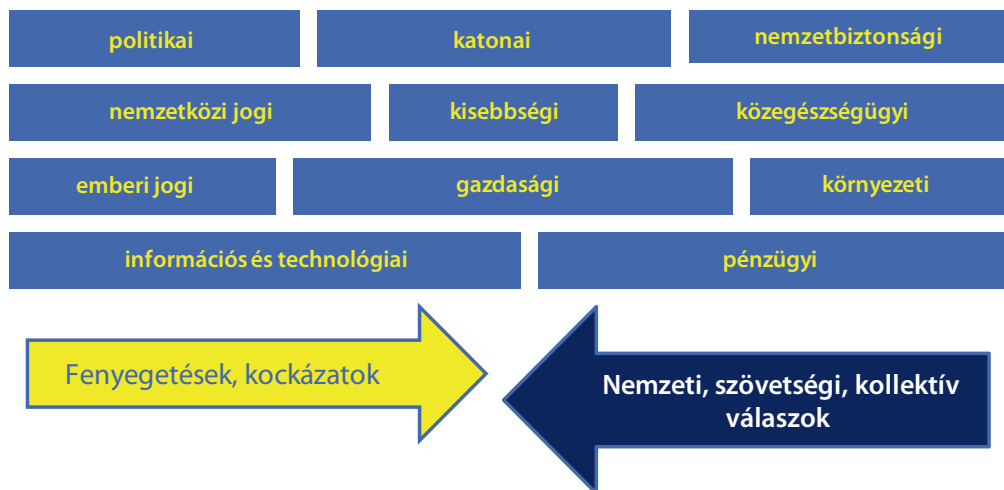 politikai
katonai
nemzetbiztonsági
nemzetközi jogi
kisebbségi
közegészségügyi
emberi jogi
gazdasági
környezeti
információs és technológiai
pénzügyi
Fenyegetések, kockázatok
Nemzeti, szövetségi, kollektív
válaszok